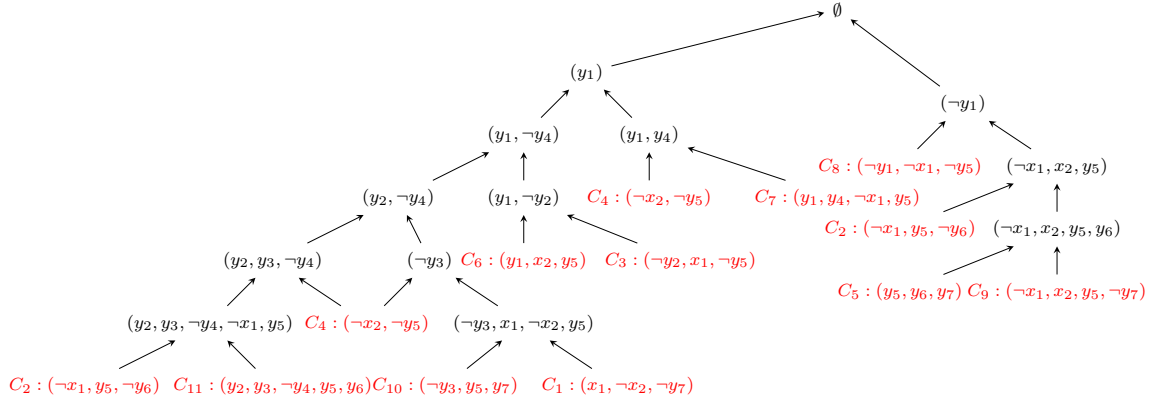 ∅
(y₁)
(¬y₁)
(y₁, ¬y₄) (y₁, y₄)
C₈ : (¬y₁, ¬x₁, ¬y₅) (¬x₁, x₂, y₅)
(y₂, ¬y₄) (y₁, ¬y₂) C₄ : (¬x₂, ¬y₅) C₇ : (y₁, y₄, ¬x₁, y₅)
C₂ : (¬x₁, y₅, ¬y₆) (¬x₁, x₂, y₅, y₆)
(y₂, y₃, ¬y₄) (¬y₃) C₆ : (y₁, x₂, y₅) C₃ : (¬y₂, x₁, ¬y₅)
C₅ : (y₅, y₆, y₇) C₉ : (¬x₁, x₂, y₅, ¬y₇)
(y₂, y₃, ¬y₄, ¬x₁, y₅) C₄ : (¬x₂, ¬y₅) (¬y₃, x₁, ¬x₂, y₅)
C₂ : (¬x₁, y₅, ¬y₆) C₁₁ : (y₂, y₃, ¬y₄, y₅, y₆) C₁₀ : (¬y₃, y₅, y₇) C₁ : (x₁, ¬x₂, ¬y₇)